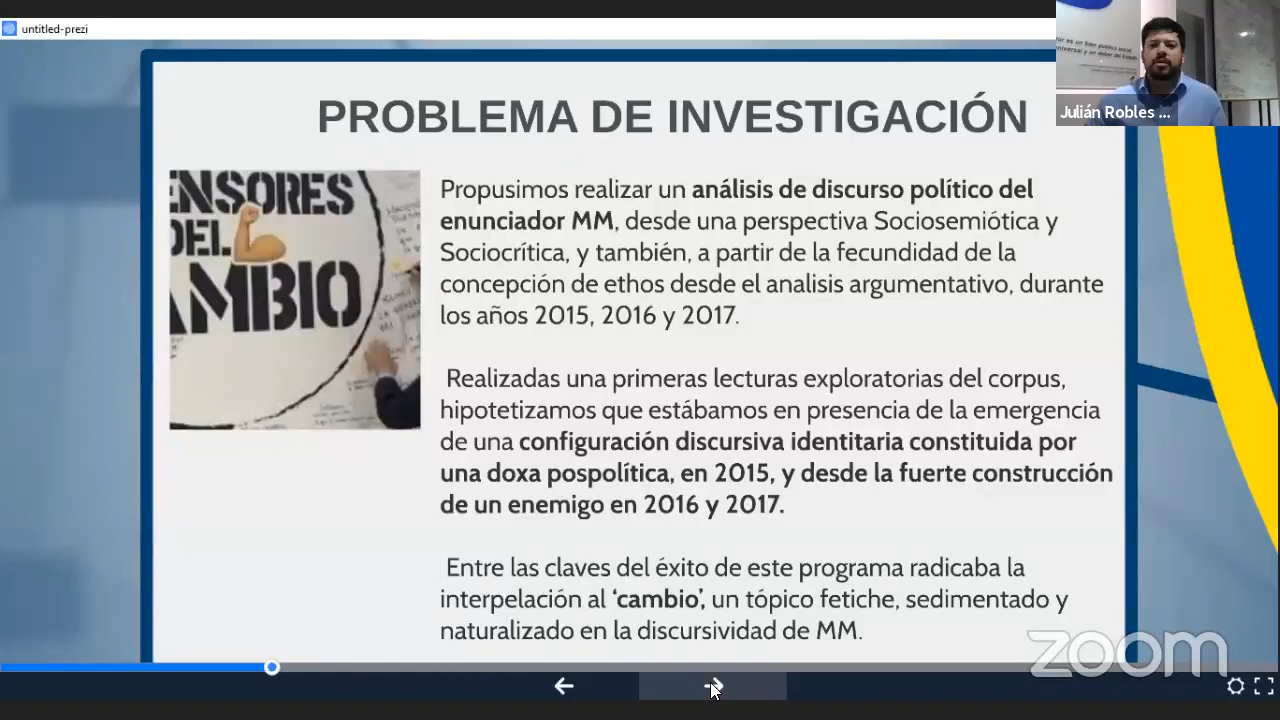 untitled-prezi
Julián Robles ...
PROBLEMA DE INVESTIGACIÓN
ENSORES
DEL
AMBIO
Propusimos realizar un análisis de discurso político del
enunciador MM, desde una perspectiva Sociosemiótica y
Sociocrítica, y también, a partir de la fecundidad de la
concepción de ethos desde el analisis argumentativo, durante
los años 2015, 2016 y 2017.
Realizadas una primeras lecturas exploratorias del corpus,
hipotetizamos que estábamos en presencia de la emergencia
de una configuración discursiva identitaria constituida por
una doxa pospolítica, en 2015, y desde la fuerte construcción
de un enemigo en 2016 y 2017.
Entre las claves del éxito de este programa radicaba la
interpelación al ‘cambio’, un tópico fetiche, sedimentado y
naturalizado en la discursividad de MM.
zoom